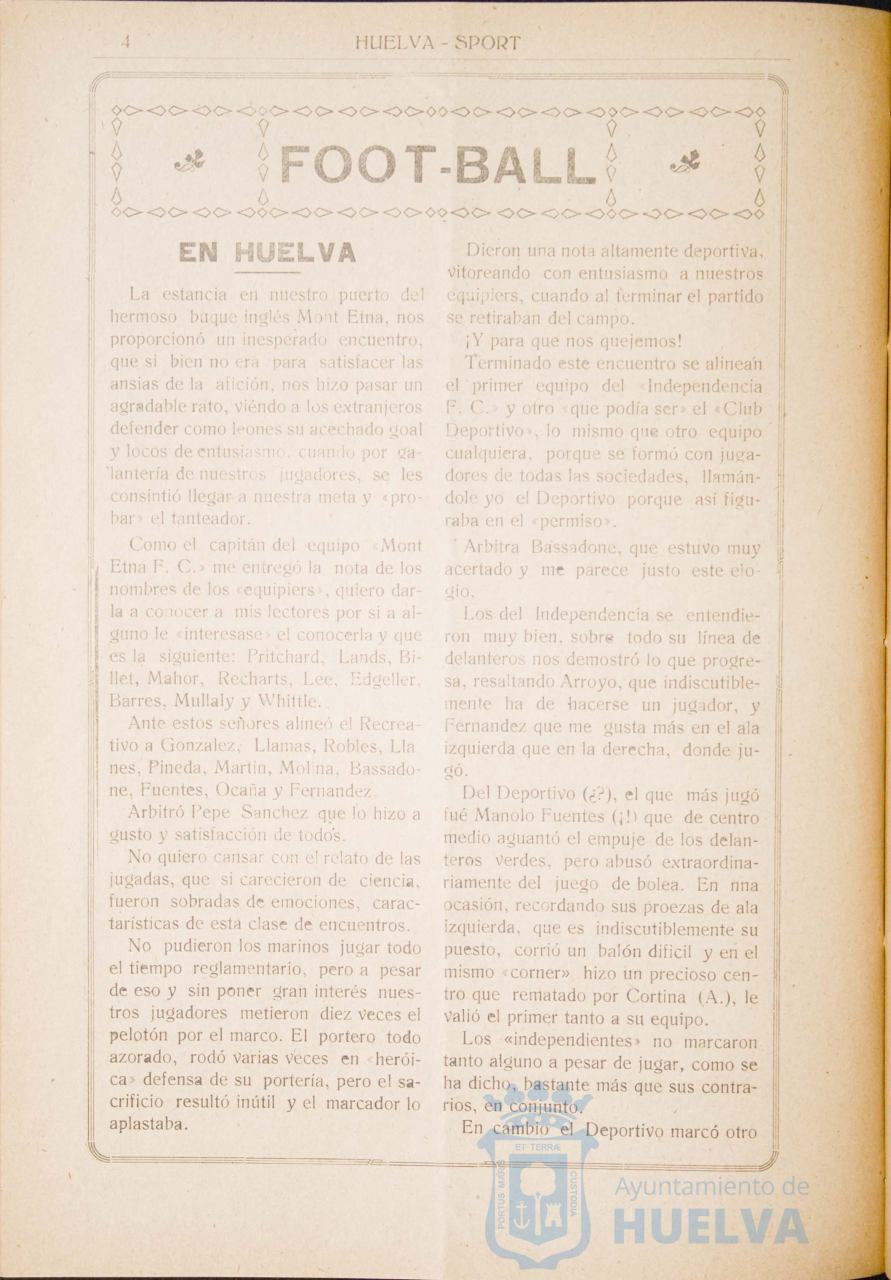 4
HUELVA - SPORT
FOOT-BALL
EN HUELVA
La estancia en nuestro puerto del
hermoso buque inglés Mont Etna, nos
proporcionó un inesperado encuentro,
que si bien no era para satisfacer las
ansias de la afición, nos hizo pasar un
agradable rato, viéndo a los extranjeros
defender como leones su acechado goal
y locos de entusiasmo, cuando por ga-
lantería de nuestros jugadores, se les
consintió llegar a nuestra meta y «pro-
bar» el tanteador.
Como el capitán del equipo «Mont
Etna F. C.» me entregó la nota de los
nombres de los «equipiers», quiero dar-
la a conocer a mis lectores por si a al-
guno le «interesase» el conocerla y que
es la siguiente: Pritchard, Lands, Bi-
llet, Mahor, Recharts, Lee, Edgeller,
Barres, Mullaly y Whittle.
Ante estos señores alineó el Recrea-
tivo a Gonzalez, Llamas, Robles, Lla
nes, Pineda, Martin, Molina, Bassado-
ne, Fuentes, Ocaña y Fernandez.
Arbitró Pepe Sanchez que lo hizo a
gusto y satisfacción de todos.
No quiero cansar con el relato de las
jugadas, que si carecieron de ciencia,
fueron sobradas de emociones, carac-
tarísticas de esta clase de encuentros.
No pudieron los marinos jugar todo
el tiempo reglamentario, pero a pesar
de eso y sin poner gran interés nues-
tros jugadores metieron diez veces el
pelotón por el marco. El portero todo
azorado, rodó varias veces en «herói-
ca» defensa de su portería, pero el sa-
crificio resultó inútil y el marcador lo
aplastaba.
Dieron una nota altamente deportiva,
vitoreando con entusiasmo a nuestros
equipiers, cuando al terminar el partido
se retiraban del campo.
¡Y para que nos quejemos!
Terminado este encuentro se alineán
el primer equipo del «Independencia
F. C.» y otro «que podía ser» el «Club
Deportivo», lo mismo que otro equipo
cualquiera, porque se formó con juga-
dores de todas las sociedades, llamán-
dole yo el Deportivo porque así figu-
raba en el «permiso».
Arbitra Bassadone, que estuvo muy
acertado y me parece justo este elo-
gio.
Los del Independencia se entendie-
ron muy bien, sobre todo su línea de
delanteros nos demostró lo que progre-
sa, resaltando Arroyo, que indiscutible-
mente ha de hacerse un jugador, y
Fernandez que me gusta más en el ala
izquierda que en la derecha, donde ju-
gó.
Del Deportivo (¿?), el que más jugó
fué Manolo Fuentes (¡!) que de centro
medio aguantó el empuje de los delan-
teros verdes, pero abusó extraordina-
riamente del juego de bolea. En nna
ocasión, recordando sus proezas de ala
izquierda, que es indiscutiblemente su
puesto, corrió un balón dificil y en el
mismo «corner» hizo un precioso cen-
tro que rematado por Cortina (A.), le
valió el primer tanto a su equipo.
Los «independientes» no marcaron
tanto alguno a pesar de jugar, como se
ha dicho, bastante más que sus contra-
rios, en conjunto.
En cambio el Deportivo marcó otro
ET TERRÆ
PORTUS MARIS
CUSTODIA
Ayuntamiento de
HUELVA